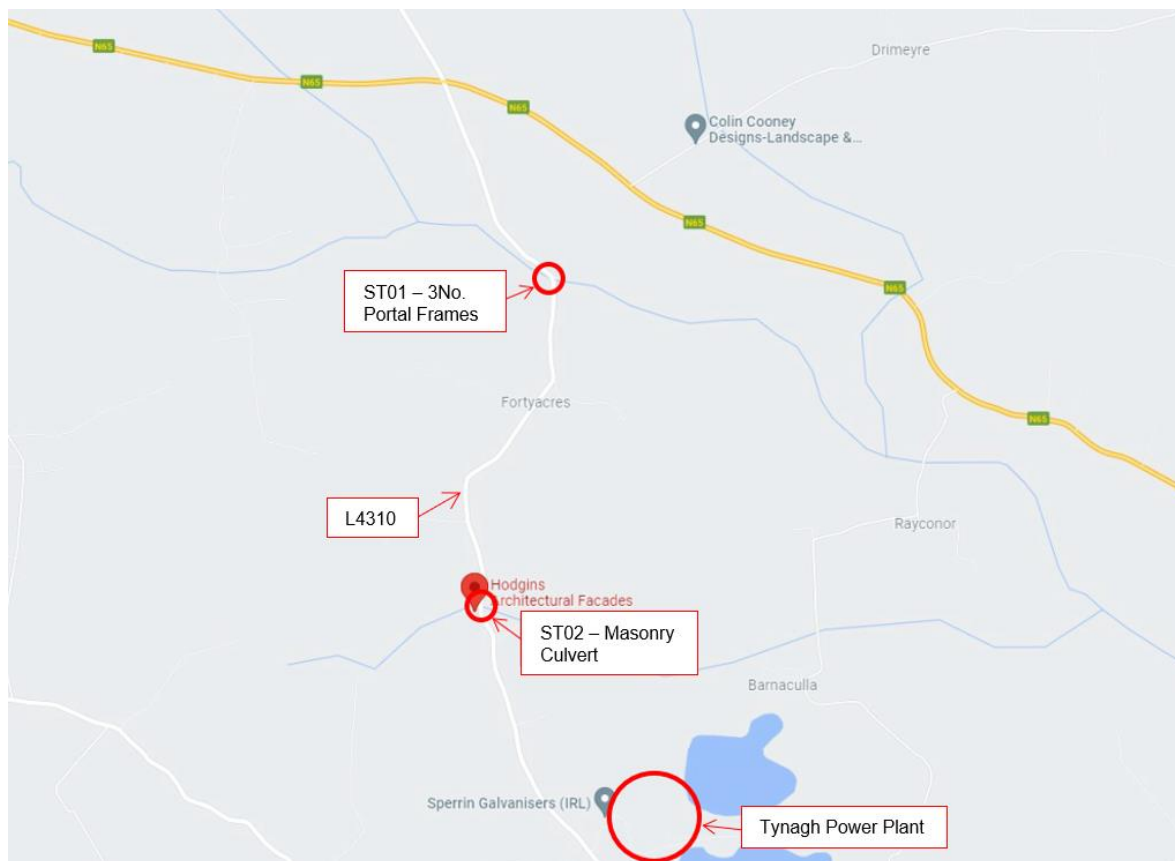 N65
Drimeyre
N65
N65
Colin Cooney
Designs-Landscape &...
N65
ST01 – 3No.
Portal Frames
N65
Fortyacres
N65
L4310
Rayconor
Hodgins
Architectural Facades
ST02 – Masonry
Culvert
Barnaculla
Sperrin Galvanisers (IRL)
Tynagh Power Plant